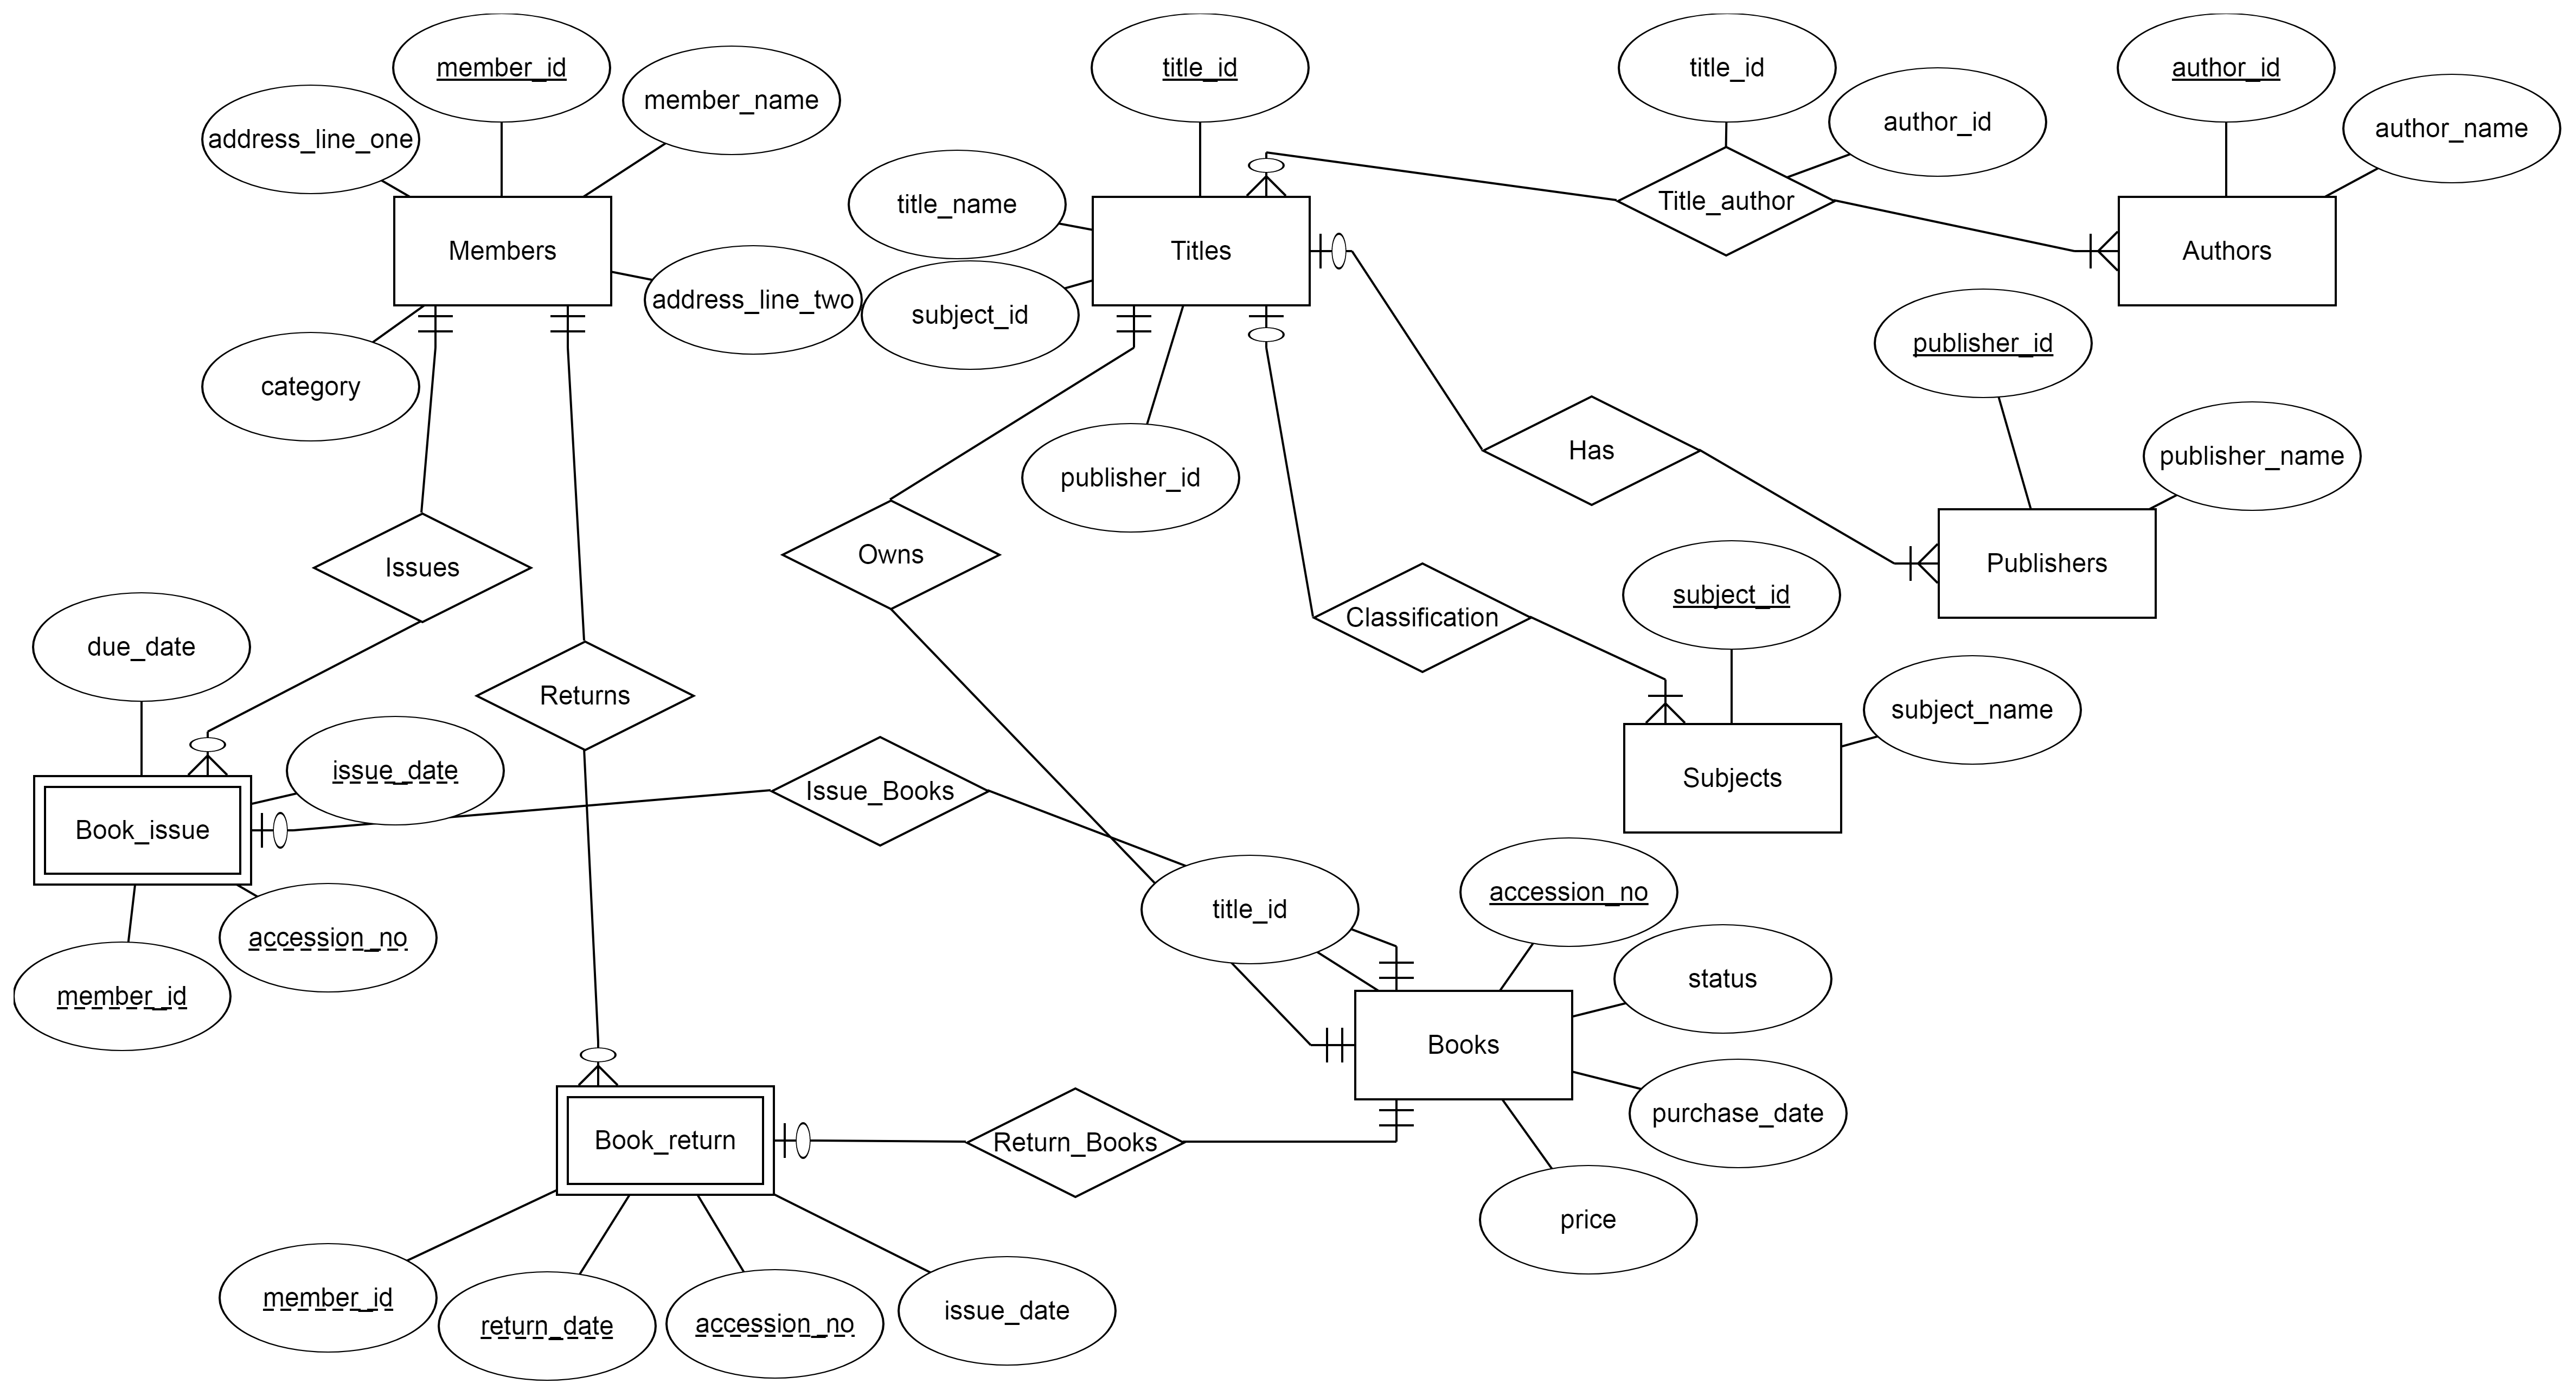 member_id
title_id
title_id
author_id
member_name
author_id
author_name
address_line_one
title_name
Title_author
Members
Titles
Authors
address_line_two
subject_id
publisher_id
category
Has
publisher_name
publisher_id
Owns
Publishers
Issues
subject_id
Classification
due_date
Returns
subject_name
issue_date
Issue_Books
Subjects
Book_issue
accession_no
title_id
accession_no
status
member_id
Books
purchase_date
Book_return
Return_Books
price
member_id
return_date
accession_no
issue_date